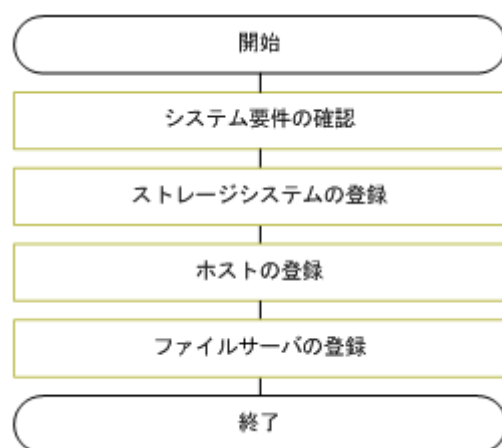 開始
システム要件の確認
ストレージシステムの登録
ホストの登録
ファイルサーバの登録
終了